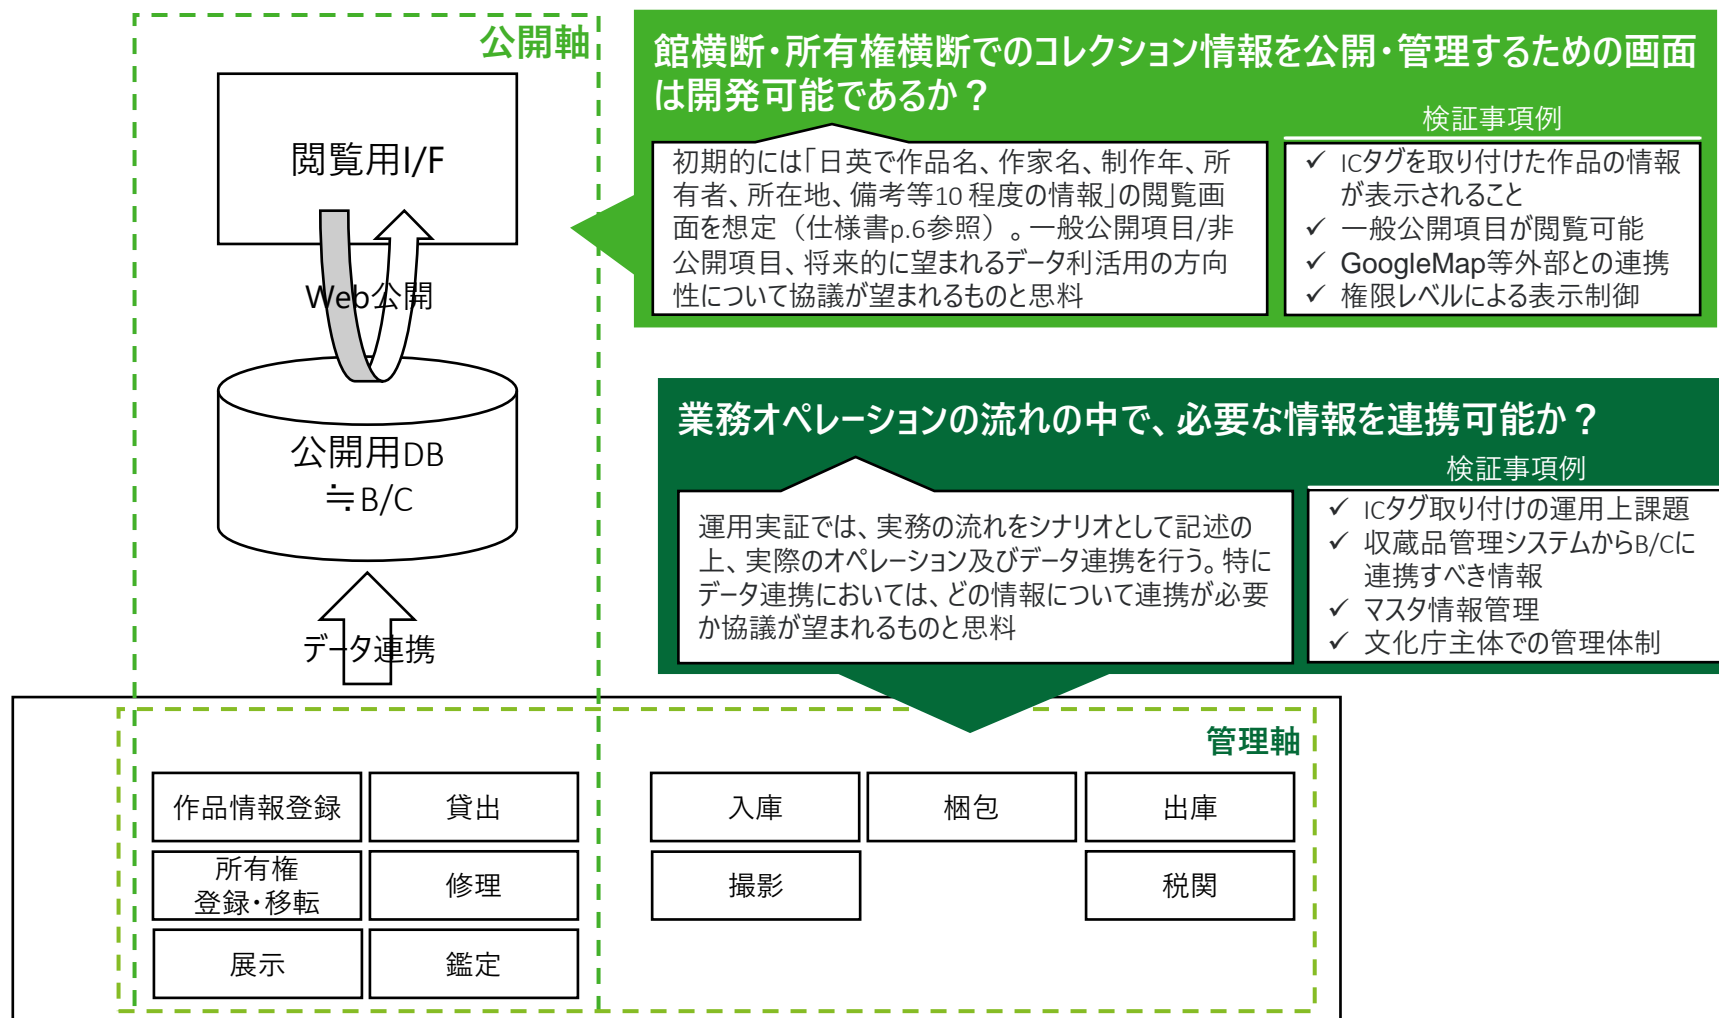 公開軸
閲覧用I/F
Web公開
公開用DB
≒B/C
データ連携
館横断・所有権横断でのコレクション情報を公開・管理するための画面
は開発可能であるか？
初期的には「日英で作品名、作家名、制作年、所
有者、所在地、備考等10 程度の情報」の閲覧画
面を想定（仕様書p.6参照）。一般公開項目/非
公開項目、将来的に望まれるデータ利活用の方向
性について協議が望まれるものと思料
検証事項例
✓ ICタグを取り付けた作品の情報
が表示されること
✓ 一般公開項目が閲覧可能
✓ GoogleMap等外部との連携
✓ 権限レベルによる表示制御
業務オペレーションの流れの中で、必要な情報を連携可能か？
運用実証では、実務の流れをシナリオとして記述の
上、実際のオペレーション及びデータ連携を行う。特に
データ連携においては、どの情報について連携が必要
か協議が望まれるものと思料
検証事項例
✓ ICタグ取り付けの運用上課題
✓ 収蔵品管理システムからB/Cに
連携すべき情報
✓ マスタ情報管理
✓ 文化庁主体での管理体制
管理軸
作品情報登録
貸出
入庫
梱包
出庫
所有権
登録・移転
修理
撮影
税関
展示
鑑定